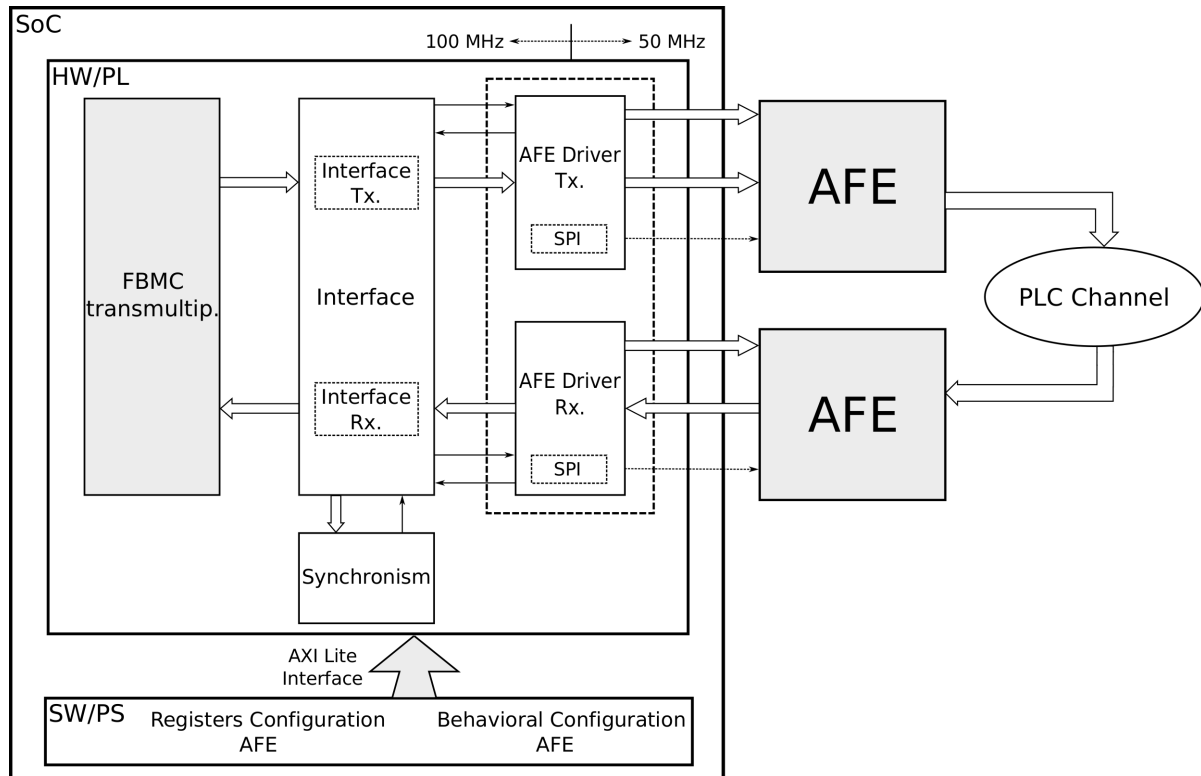 SoC
100 MHz
50 MHz
HW/PL
FBMC
transmultip.
Interface
Tx.
Interface
Interface
Rx.
AFE Driver
Tx.
SPI
AFE Driver
Rx.
SPI
AFE
AFE
PLC Channel
Synchronism
AXI Lite
Interface
SW/PS
Registers Configuration
AFE
Behavioral Configuration
AFE